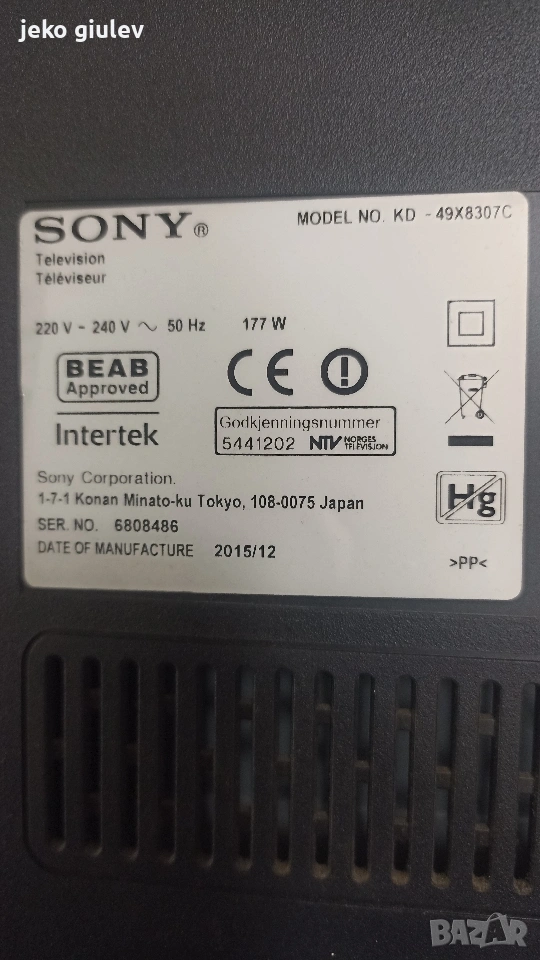 jeko giulev
SONY®
MODEL NO. KD - 49X8307C
Television
Téléviseur
220 V ~ 240 V ∿ 50 Hz 177 W
BEAB
Approved
Intertek
CE
Godkjenningsnummer
5441202 NTV NORGES TELEVISJON
Sony Corporation.
1-7-1 Konan Minato-ku Tokyo, 108-0075 Japan
Hg
SER. NO. 6808486
DATE OF MANUFACTURE 2015/12
>PP<
BAZAR